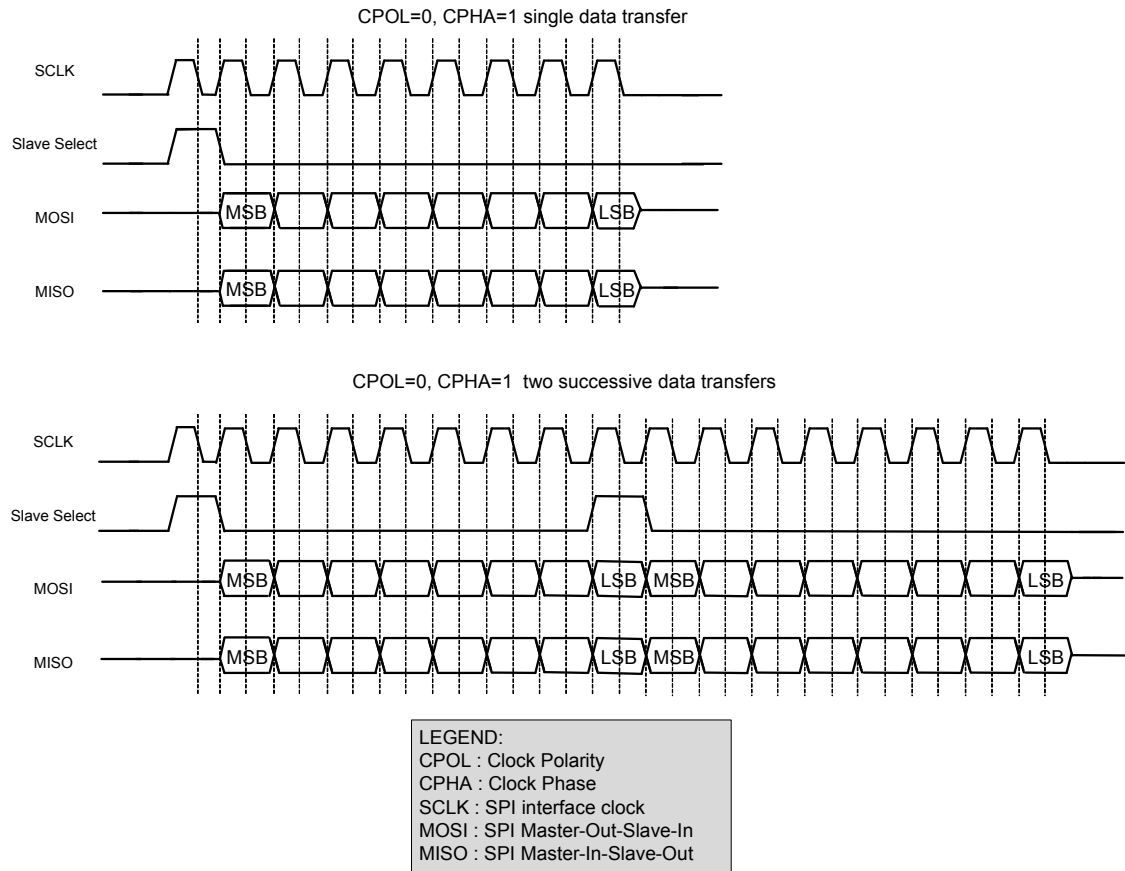 CPOL=0, CPHA=1 single data transfer
SCLK
Slave Select
MOSI
MSB
LSB
MISO
MSB
LSB
CPOL=0, CPHA=1 two successive data transfers
SCLK
Slave Select
MOSI
MSB
LSB
MSB
LSB
MISO
MSB
LSB
MSB
LSB
LEGEND:
CPOL : Clock Polarity
CPHA : Clock Phase
SCLK : SPI interface clock
MOSI : SPI Master-Out-Slave-In
MISO : SPI Master-In-Slave-Out